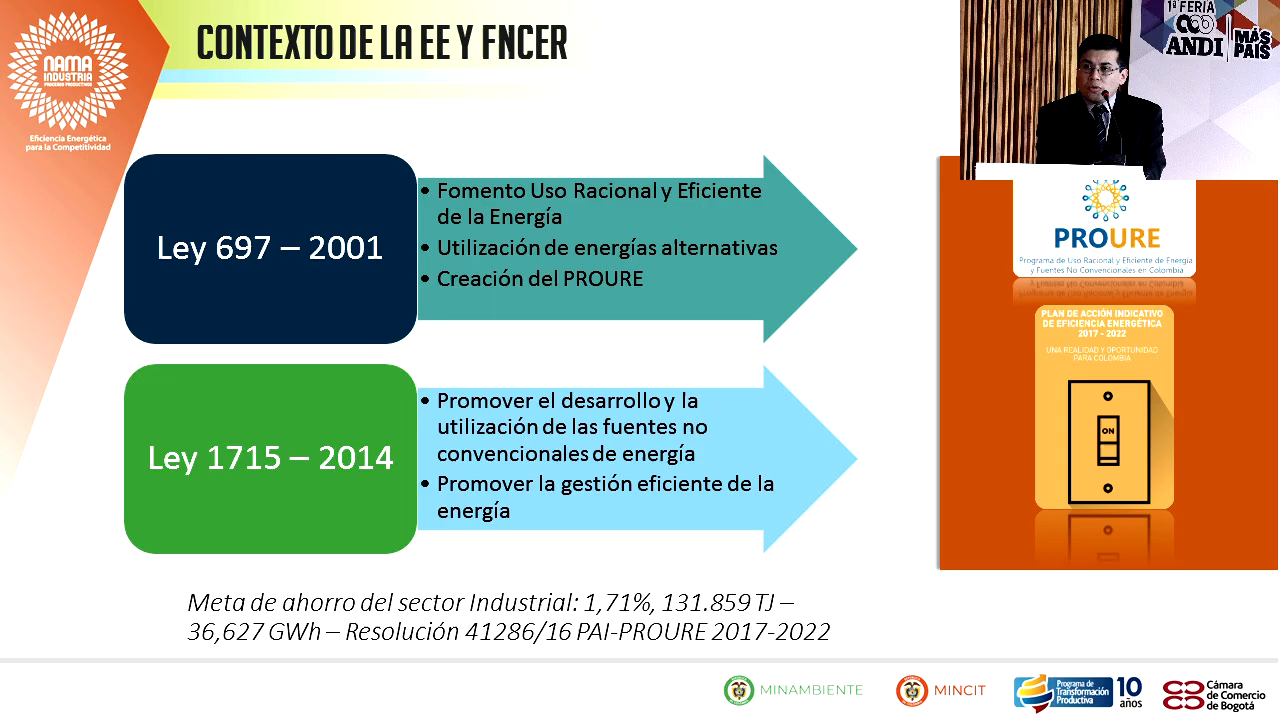 CONTEXTO DE LA EE Y FNCER
NAMA
INDUSTRIA
PROCESOS PRODUCTIVOS
Eficiencia Energética
para la Competitividad
1ª FERIA
ANDI
MÁS
PAÍS
Ley 697 – 2001
• Fomento Uso Racional y Eficiente
de la Energía
• Utilización de energías alternativas
• Creación del PROURE
Ley 1715 – 2014
• Promover el desarrollo y la
utilización de las fuentes no
convencionales de energía
• Promover la gestión eficiente de la
energía
PROURE
Programa de Uso Racional y Eficiente de Energía
y Fuentes No Convencionales en Colombia
PLAN DE ACCIÓN INDICATIVO
DE EFICIENCIA ENERGÉTICA
2017 - 2022
UNA REALIDAD Y OPORTUNIDAD
PARA COLOMBIA
ON
Meta de ahorro del sector Industrial: 1,71%, 131.859 TJ –
36,627 GWh – Resolución 41286/16 PAI-PROURE 2017-2022
MINAMBIENTE
MINCIT
Programa de
Transformación
Productiva
10
años
Cámara
de Comercio
de Bogotá